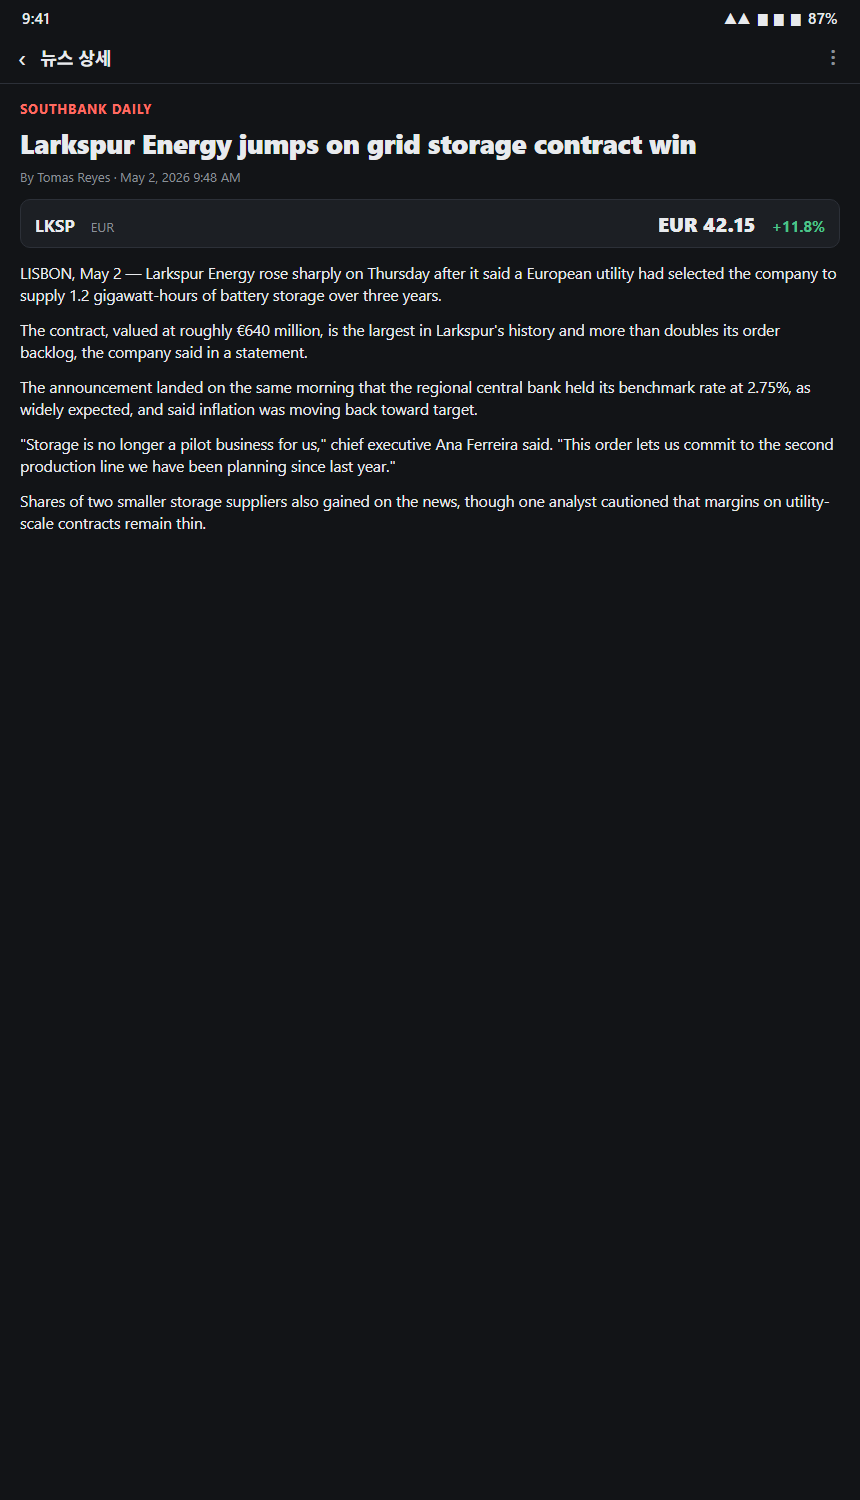 9:41
87%
‹ 뉴스 상세
SOUTHBANK DAILY
Larkspur Energy jumps on grid storage contract win
By Tomas Reyes · May 2, 2026 9:48 AM
LKSP EUR EUR 42.15 +11.8%
LISBON, May 2 — Larkspur Energy rose sharply on Thursday after it said a European utility had selected the company to
supply 1.2 gigawatt-hours of battery storage over three years.
The contract, valued at roughly €640 million, is the largest in Larkspur's history and more than doubles its order
backlog, the company said in a statement.
The announcement landed on the same morning that the regional central bank held its benchmark rate at 2.75%, as
widely expected, and said inflation was moving back toward target.
"Storage is no longer a pilot business for us," chief executive Ana Ferreira said. "This order lets us commit to the second
production line we have been planning since last year."
Shares of two smaller storage suppliers also gained on the news, though one analyst cautioned that margins on utility-
scale contracts remain thin.